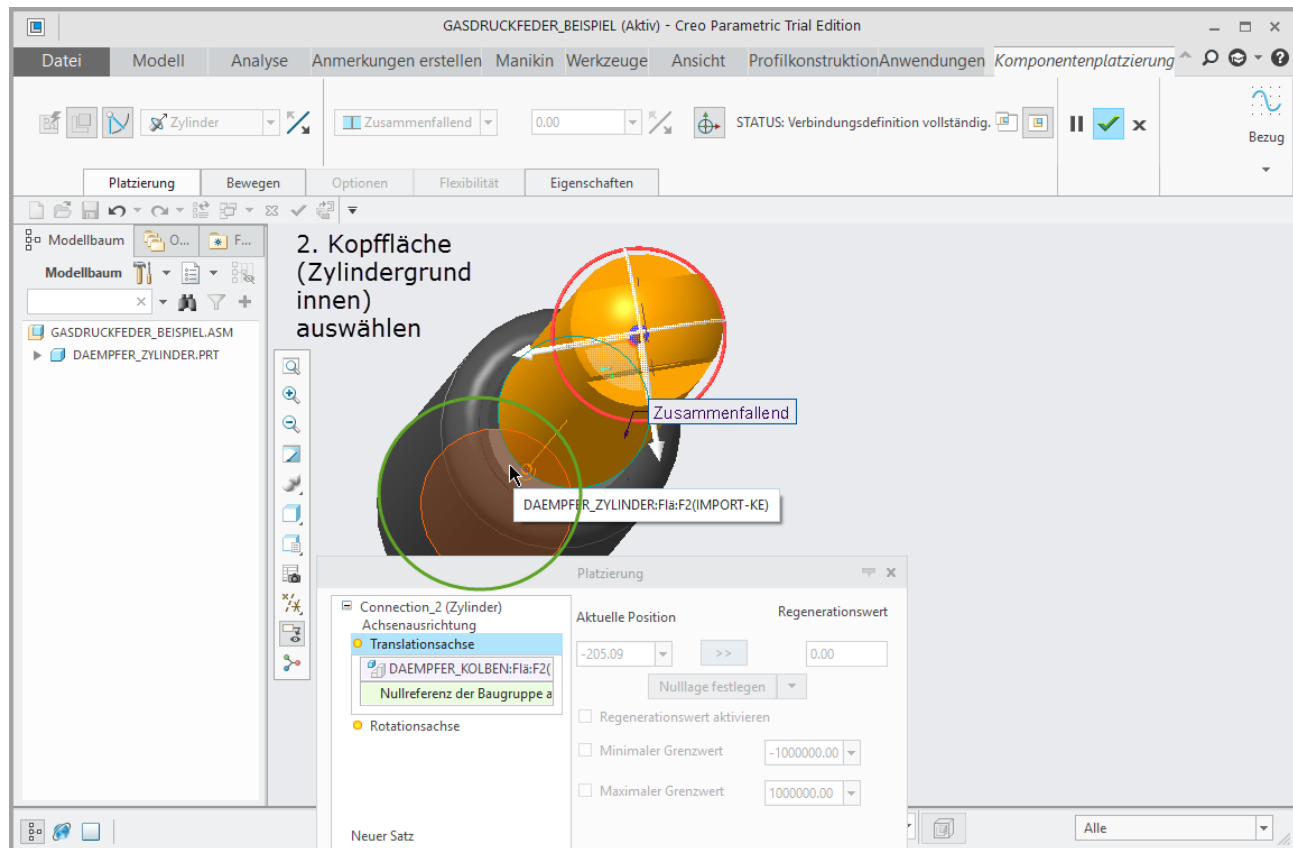 GASDRUCKFEDER_BEISPIEL (Aktiv) - Creo Parametric Trial Edition
Datei Modell Analyse Anmerkungen erstellen Manikin Werkzeuge Ansicht Profilkonstruktion Anwendungen Komponentenplatzierung
Zylinder Zusammenfallend 0.00 STATUS: Verbindungsdefinition vollständig.
Bezug
Platzierung Bewegen Optionen Flexibilität Eigenschaften
Modellbaum O... F...
Modellbaum
GASDRUCKFEDER_BEISPIEL.ASM
DAEMPFER_ZYLINDER.PRT
2. Kopffläche
(Zylindergrund
innen)
auswählen
Zusammenfallend
DAEMPFER_ZYLINDER:Flä:F2(IMPORT-KE)
Platzierung
Connection_2 (Zylinder)
Achsenausrichtung
Translationsachse
DAEMPFER_KOLBEN:Flä:F2(
Nullreferenz der Baugruppe a
Rotationsachse
Neuer Satz
Aktuelle Position Regenerationswert
-205.09 >> 0.00
Nulllage festlegen
Regenerationswert aktivieren
Minimaler Grenzwert -1000000.00
Maximaler Grenzwert 1000000.00
Alle